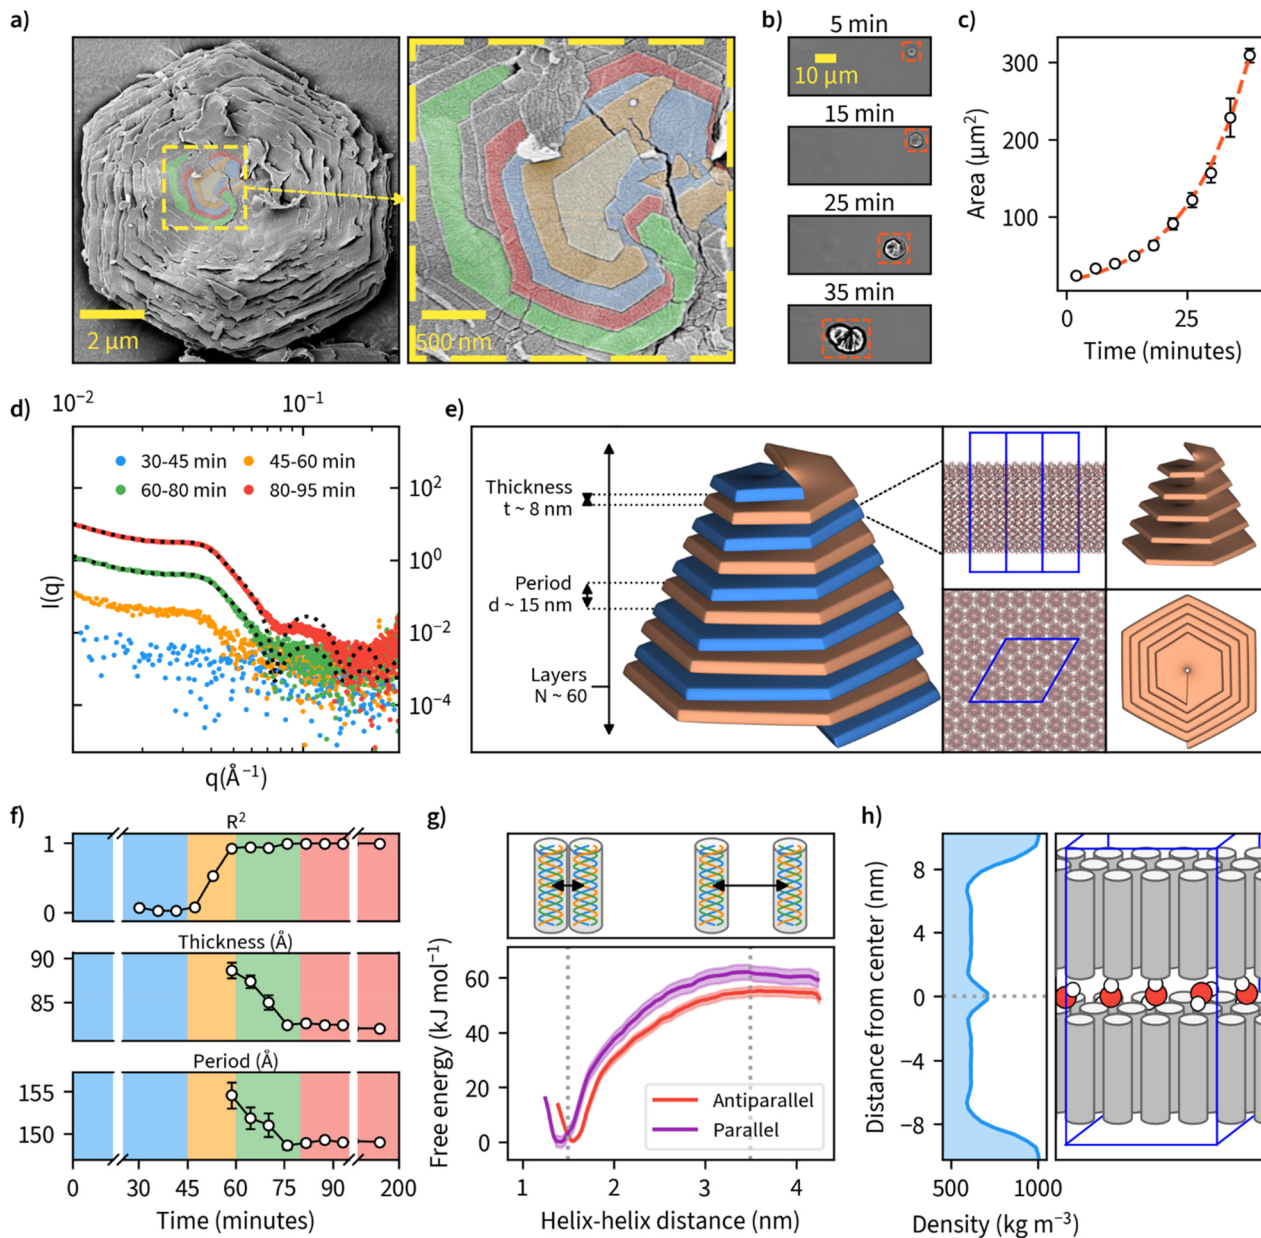 a)
2 µm
500 nm
b)
5 min
10 µm
15 min
25 min
35 min
c)
Area (µm²)
300
200
100
0
25
Time (minutes)
d)
10⁻²
10⁻¹
30-45 min
45-60 min
60-80 min
80-95 min
I(q)
10²
10⁰
10⁻²
10⁻⁴
q(Å⁻¹)
e)
Thickness
t ~ 8 nm
Period
d ~ 15 nm
Layers
N ~ 60
f)
R²
1
0
Thickness (Å)
90
85
Period (Å)
155
150
0
30
45
60
75
90
200
Time (minutes)
g)
Free energy (kJ mol⁻¹)
60
40
20
0
Antiparallel
Parallel
1
2
3
4
Helix-helix distance (nm)
h)
Distance from center (nm)
8
4
0
−4
−8
500
1000
Density (kg m⁻³)